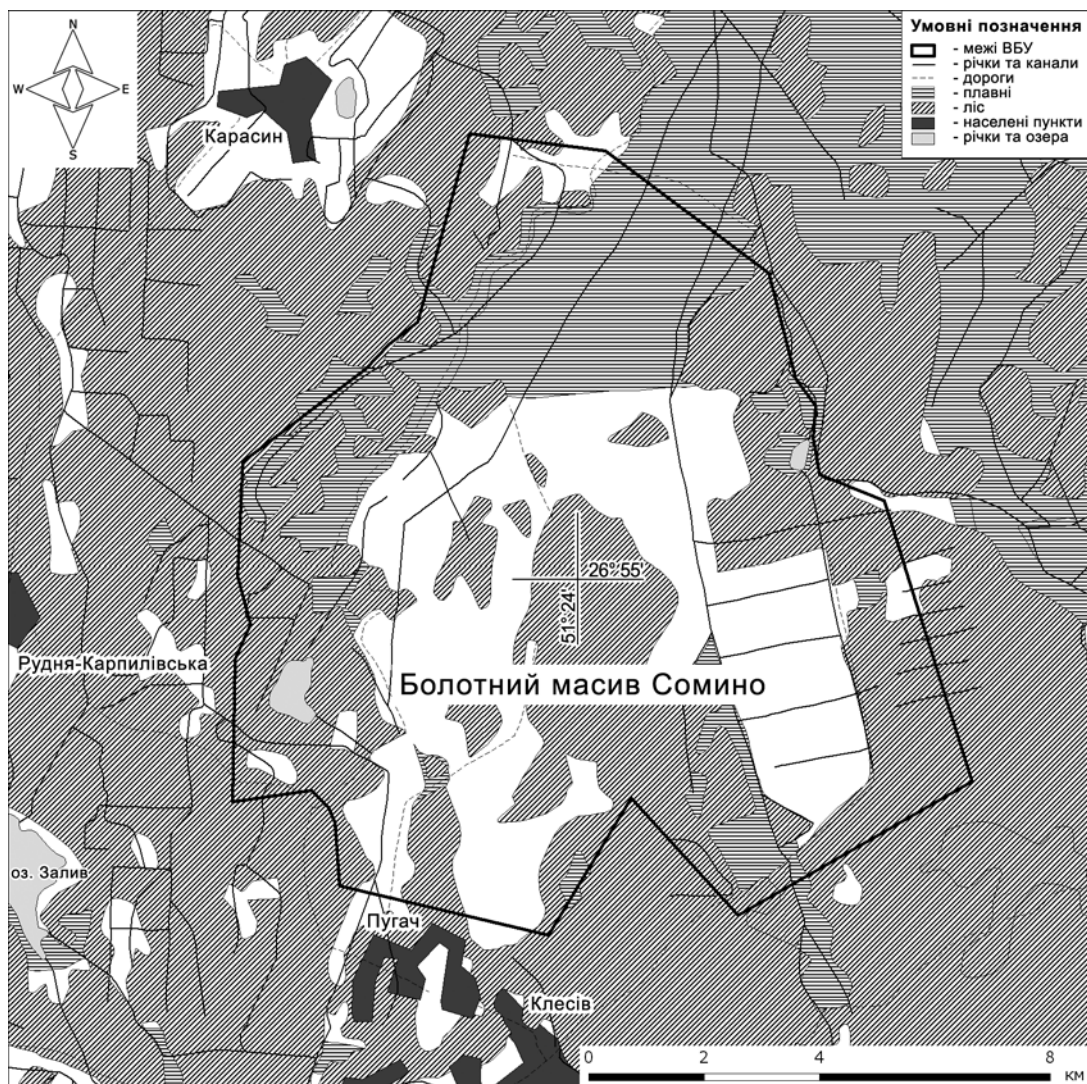 N
W
E
S
Умовні позначення
- межі ВБУ
- річки та канали
- дороги
- плавні
- ліс
- населені пункти
- річки та озера
Карасин
26° 55'
51° 24'
Рудня-Карпилівська
Болотний масив Сомино
оз. Залив
Пугач
Клесів
0 2 4 8
км